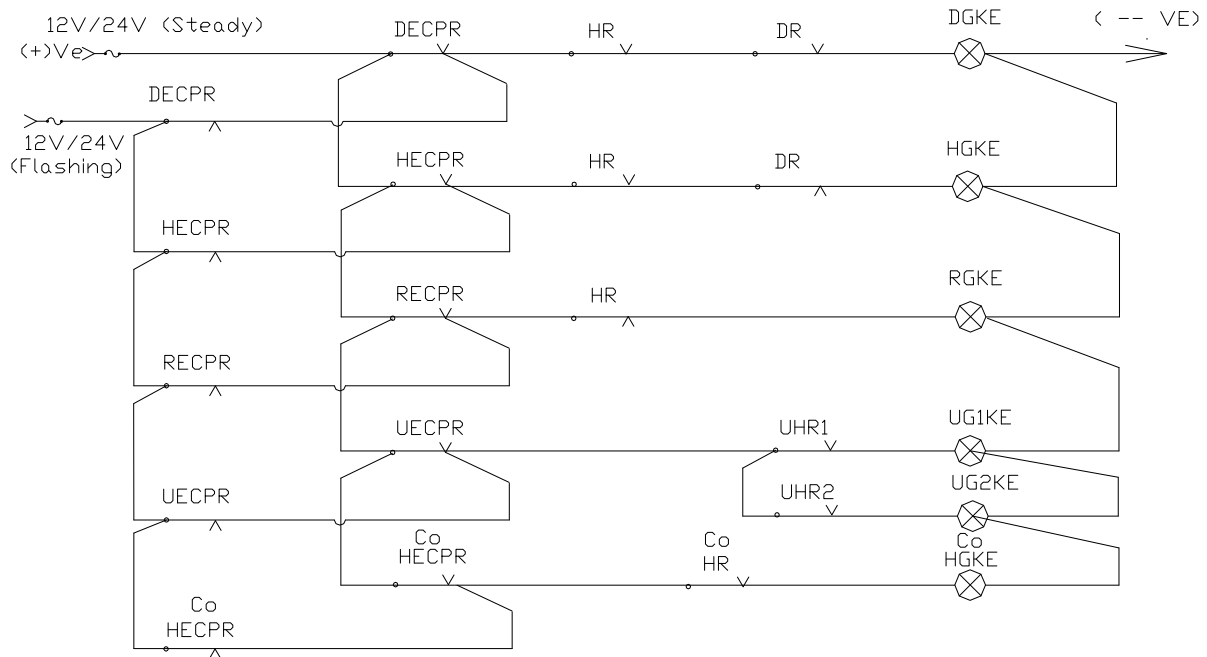 12V/24V (Steady)
DECPR
HR
DR
DGKE
( -- VE)
(+)Ve
DECPR
12V/24V
(Flashing)
HECPR
HR
DR
HGKE
HECPR
RECPR
HR
RGKE
RECPR
UECPR
UHR1
UG1KE
UECPR
UHR2
UG2KE
Co
HECPR
Co
HR
Co
HGKE
Co
HECPR